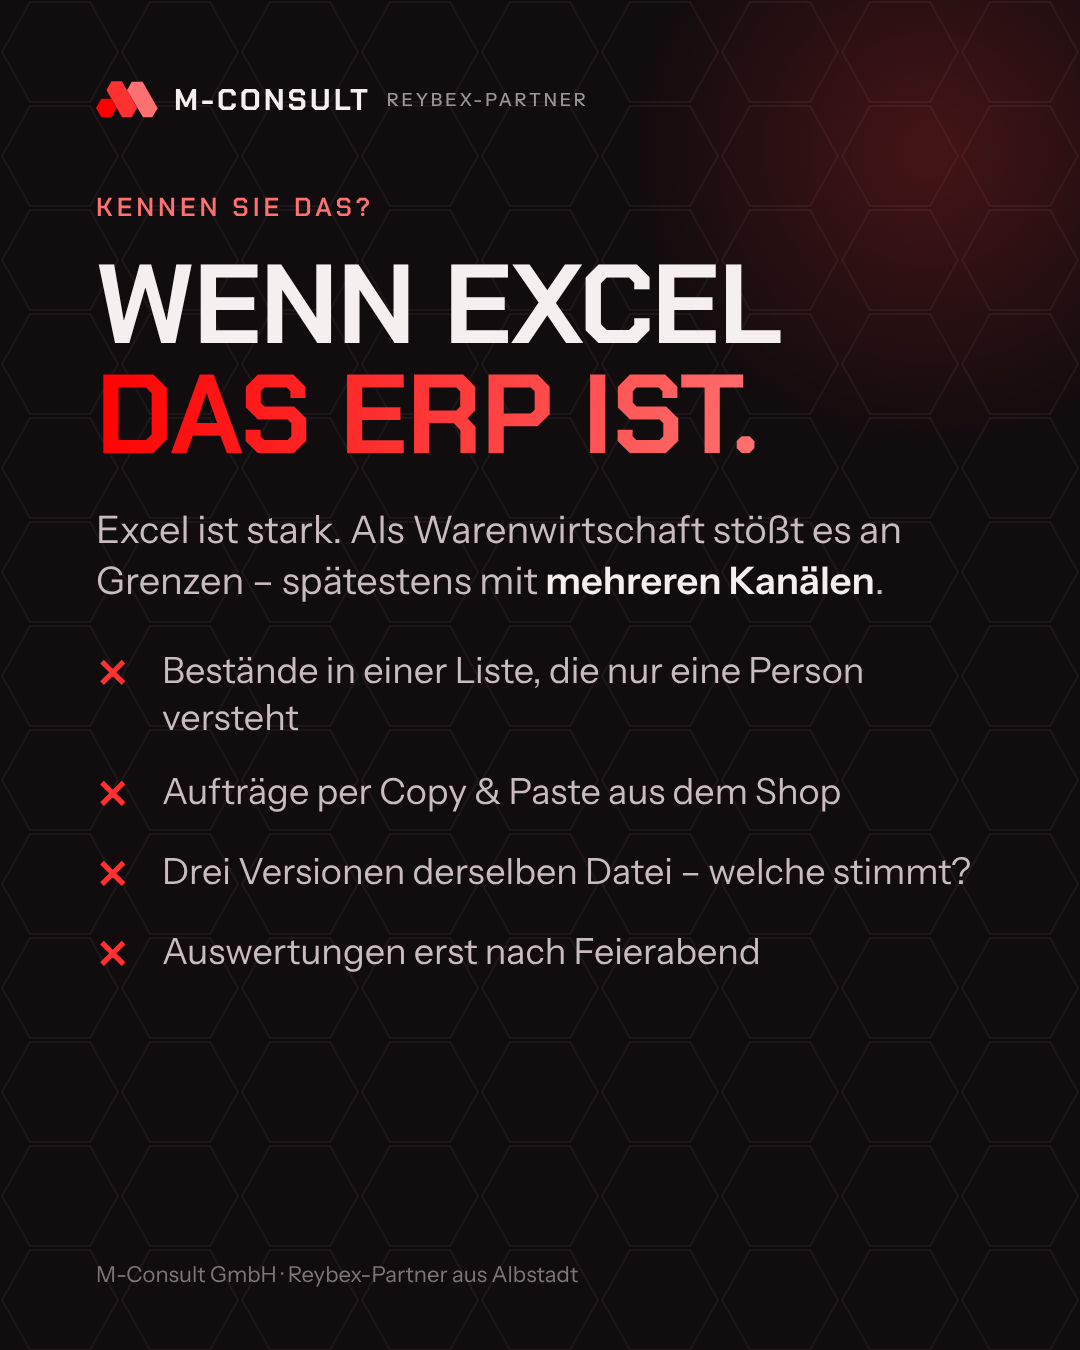 M-CONSULT REYBEX-PARTNER
KENNEN SIE DAS?
WENN EXCEL
DAS ERP IST.
Excel ist stark. Als Warenwirtschaft stößt es an
Grenzen – spätestens mit mehreren Kanälen.
✕ Bestände in einer Liste, die nur eine Person
versteht
✕ Aufträge per Copy & Paste aus dem Shop
✕ Drei Versionen derselben Datei – welche stimmt?
✕ Auswertungen erst nach Feierabend
M-Consult GmbH · Reybex-Partner aus Albstadt